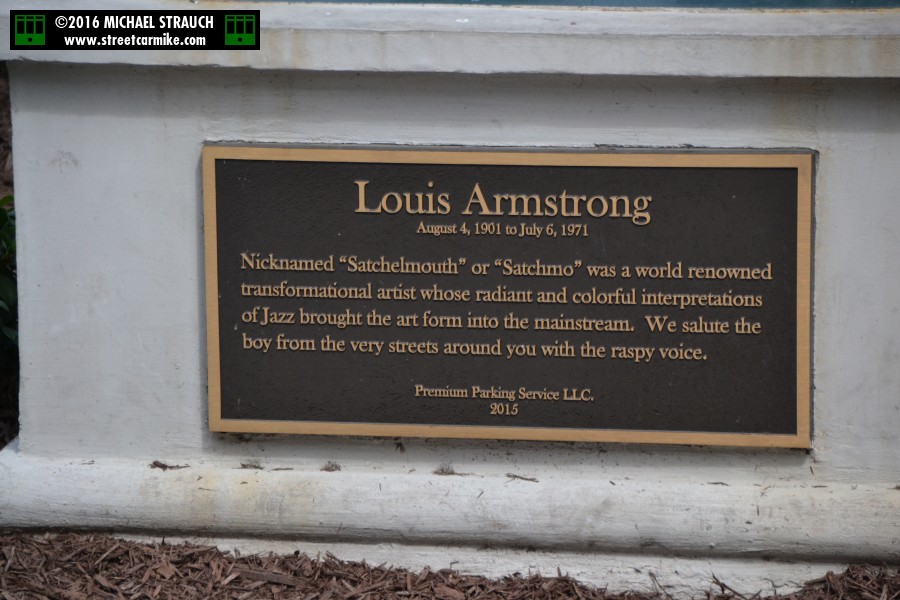 ©2016 MICHAEL STRAUCH
www.streetcarmike.com
Louis Armstrong
August 4, 1901 to July 6, 1971
Nicknamed “Satchelmouth” or “Satchmo” was a world renowned
transformational artist whose radiant and colorful interpretations
of Jazz brought the art form into the mainstream.  We salute the
boy from the very streets around you with the raspy voice.
Premium Parking Service LLC.
2015